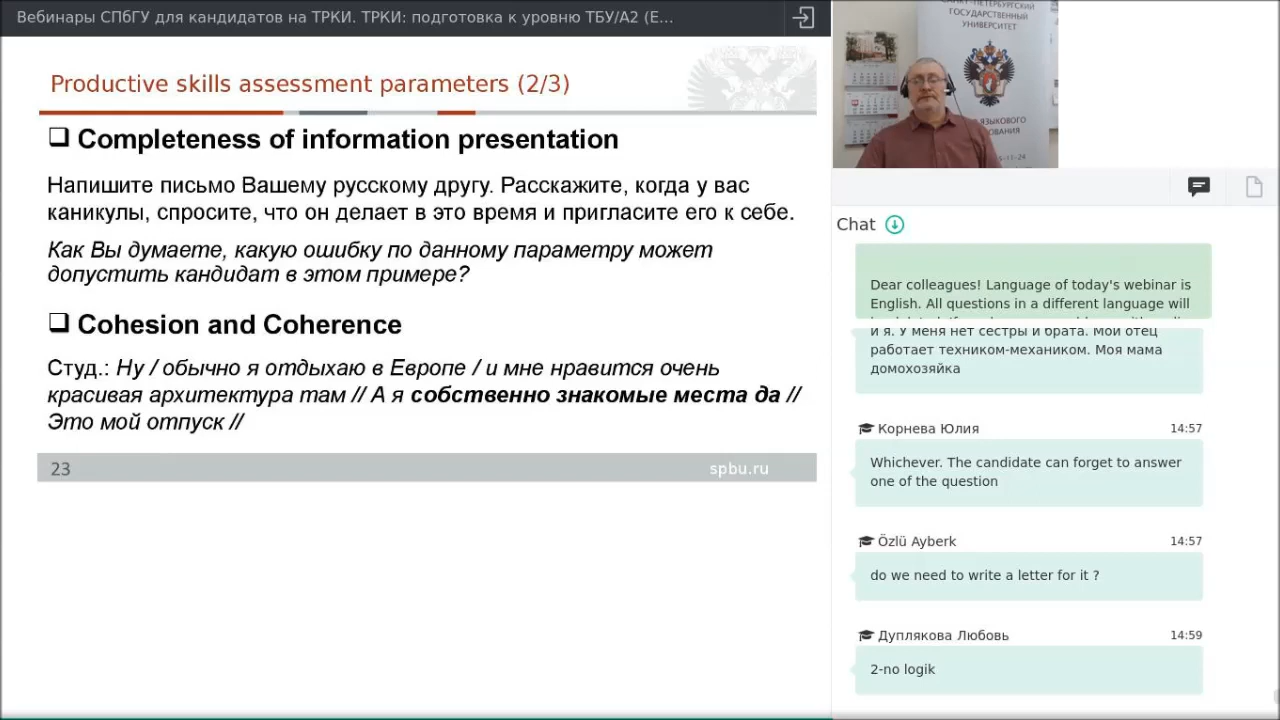 Вебинары СПбГУ для кандидатов на ТРКИ. ТРКИ: подготовка к уровню ТБУ/A2 (Е...
Productive skills assessment parameters (2/3)
Completeness of information presentation
Напишите письмо Вашему русскому другу. Расскажите, когда у вас
каникулы, спросите, что он делает в это время и пригласите его к себе.
Как Вы думаете, какую ошибку по данному параметру может
допустить кандидат в этом примере?
Cohesion and Coherence
Студ.: Ну / обычно я отдыхаю в Европе / и мне нравится очень
красивая архитектура там // А я собственно знакомые места да //
Это мой отпуск //
23
spbu.ru
САНКТ-ПЕТЕРБУРГСКИЙ
ГОСУДАРСТВЕННЫЙ
УНИВЕРСИТЕТ
ЯЗЫКОВОГО
Chat
Dear colleagues! Language of today's webinar is
English. All questions in a different language will
и я. У меня нет сестры и брата. Мой отец
работает техником-механиком. Моя мама
домохозяйка
Корнева Юлия 14:57
Whichever. The candidate can forget to answer
one of the question
Özlü Ayberk 14:57
do we need to write a letter for it ?
Дуплякова Любовь 14:59
2-no logik